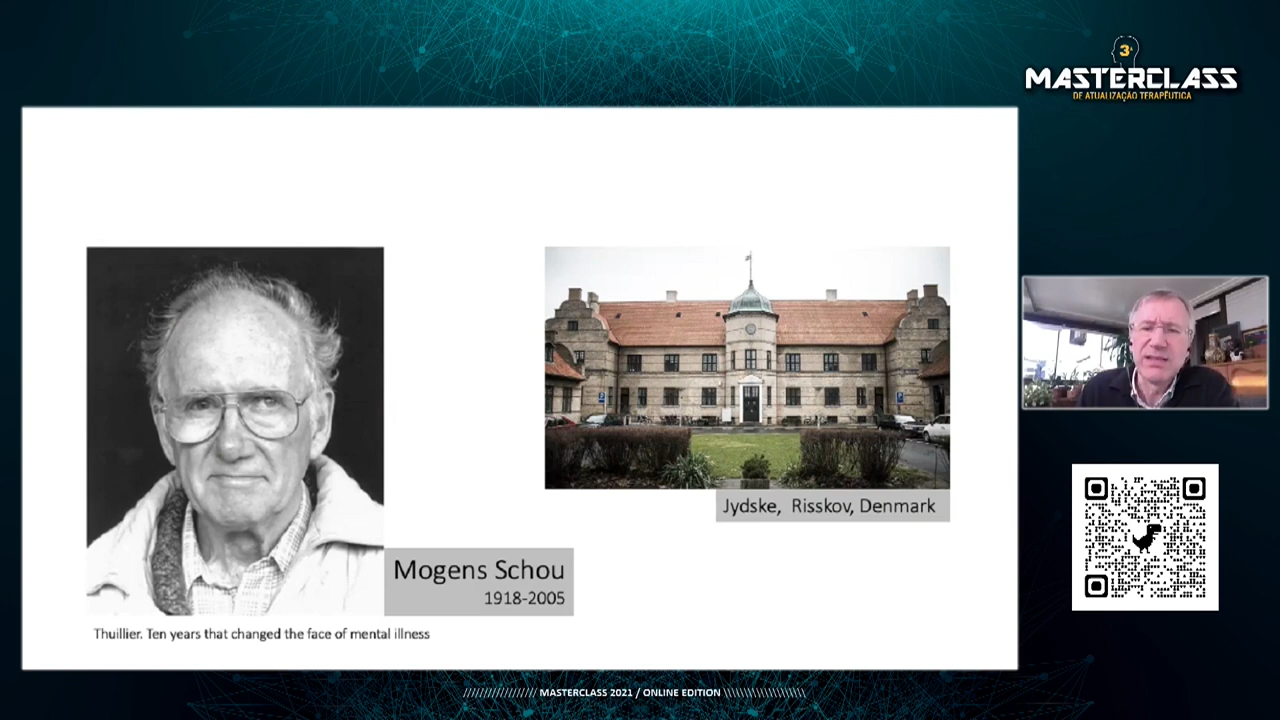 3ª
MASTERCLASS
DE ATUALIZAÇÃO TERAPÊUTICA
Jydske, Risskov, Denmark
Mogens Schou
1918-2005
Thuillier. Ten years that changed the face of mental illness
/////////////////// MASTERCLASS 2021 / ONLINE EDITION \\\\\\\\\\\\\\\\\\\\